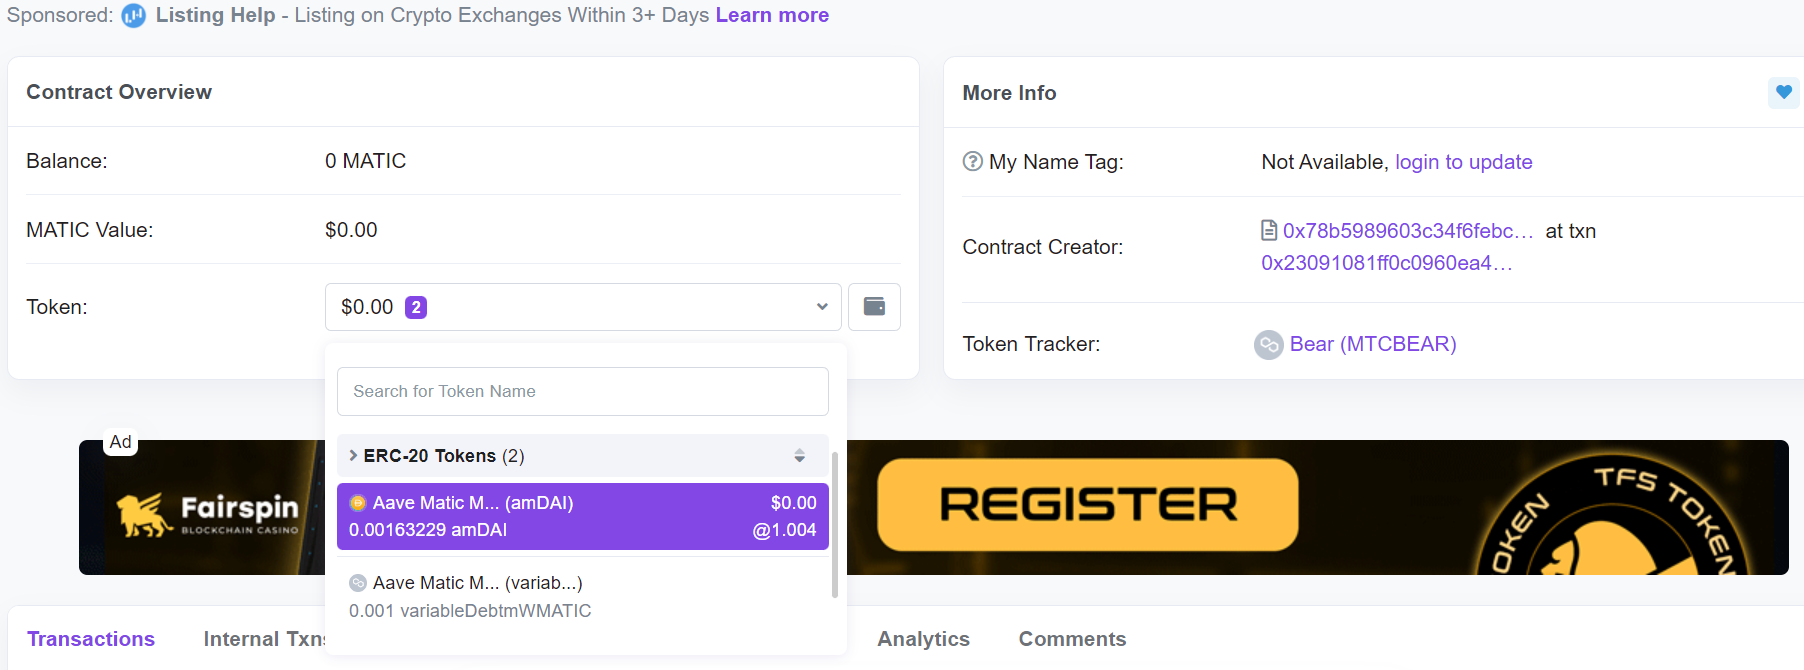 Sponsored: Listing Help - Listing on Crypto Exchanges Within 3+ Days Learn more
Contract Overview
Balance: 0 MATIC
MATIC Value: $0.00
Token: $0.00 2
Search for Token Name
ERC-20 Tokens (2)
Aave Matic M... (amDAI) $0.00
0.00163229 amDAI @1.004
Aave Matic M... (variab...)
0.001 variableDebtmWMATIC
More Info
My Name Tag: Not Available, login to update
Contract Creator: 0x78b5989603c34f6febc... at txn
0x23091081ff0c0960ea4...
Token Tracker: Bear (MTCBEAR)
Ad
Fairspin
BLOCKCHAIN CASINO
REGISTER
OKEN TFS TOKEN
Transactions Internal Txns Analytics Comments